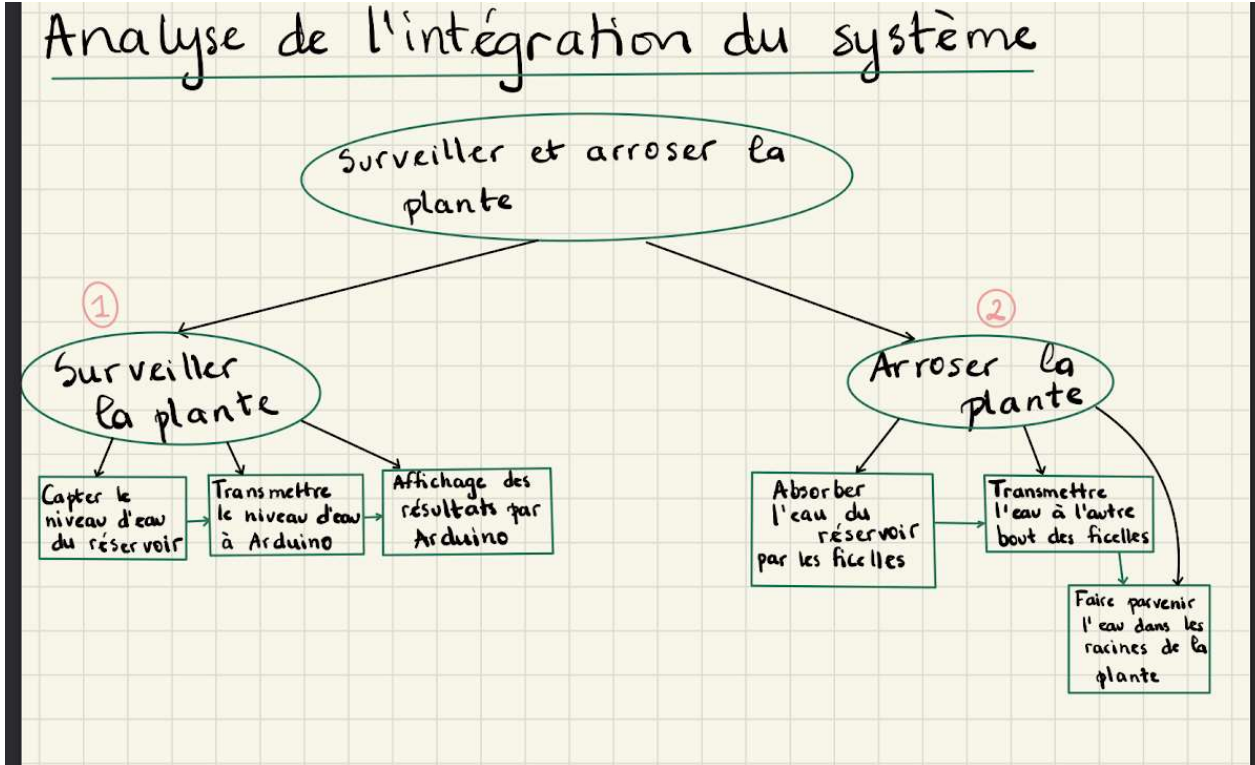 Analyse de l'intégration du système
Surveiller et arroser la
plante
1
2
Surveiller
la plante
Arroser la
plante
Capter le
niveau d'eau
du réservoir
Transmettre
le niveau d'eau
à Arduino
Affichage des
résultats par
Arduino
Absorber
l'eau du
réservoir
par les ficelles
Transmettre
l'eau à l'autre
bout des ficelles
Faire parvenir
l'eau dans les
racines de la
plante